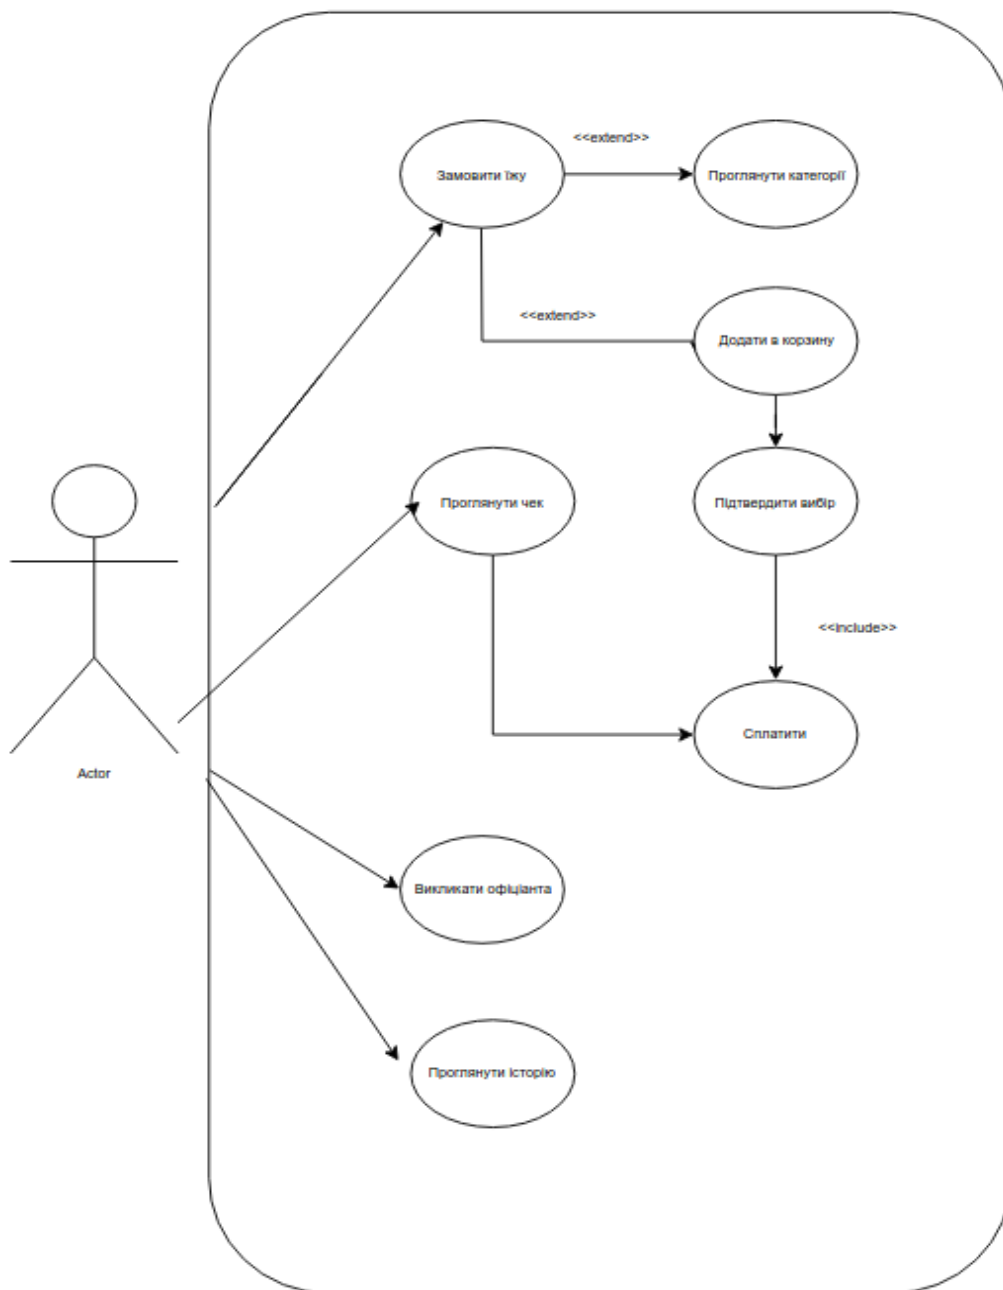 <<extend>>
Замовити їжу
Проглянути категорії
<<extend>>
Додати в корзину
Проглянути чек
Підтвердити вибір
<<include>>
Сплатити
Actor
Викликати офіціанта
Проглянути історію